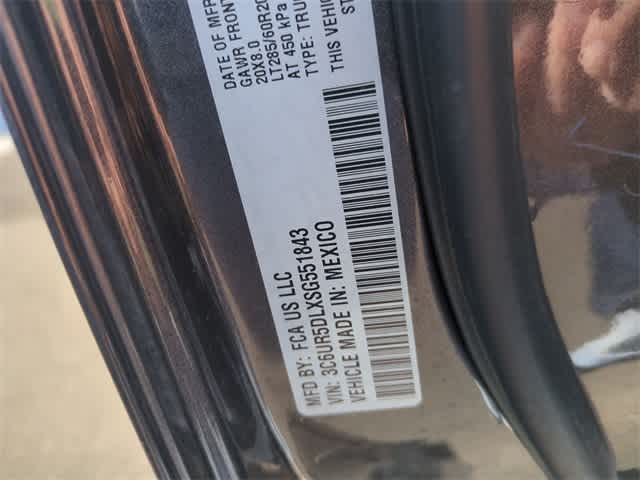 MFD BY: FCA US LLC
VIN: 3C6UR5DLXSG551843
VEHICLE MADE IN: MEXICO
DATE OF MFR
GAWR FRONT
20X8.0
LT285/60R20
AT 450 kPa
TYPE: TRU
THIS VEHIC
ST